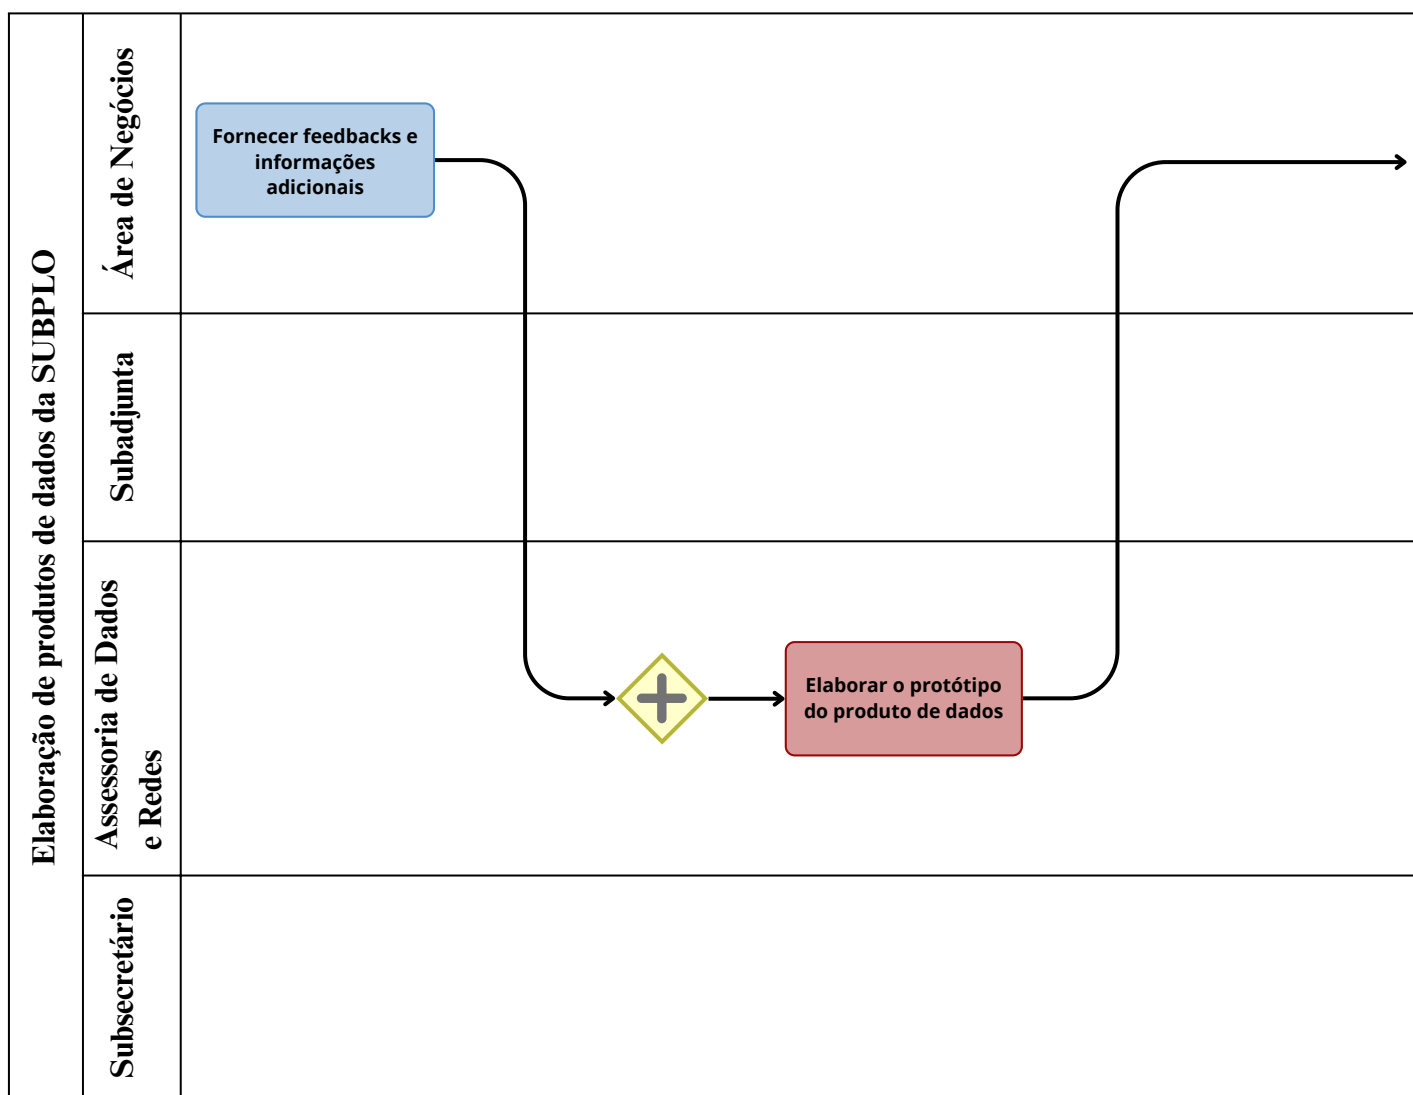 Elaboração de produtos de dados da SUBPLO
Área de Negócios
Fornecer feedbacks e
informações
adicionais
Subadjunta
Assessoria de Dados
e Redes
Elaborar o protótipo
do produto de dados
Subsecretário